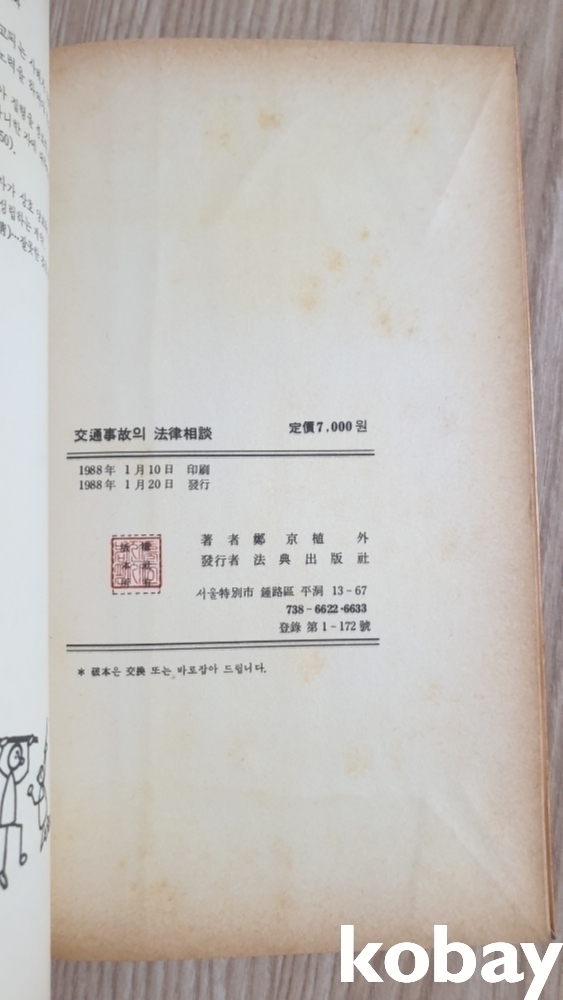 交通事故의 法律相談 定價7,000원
1988年 1月10日 印刷
1988年 1月20日 發行
著者 鄭京植 外
發行者 法典出版社
서울特別市 鍾路區 平洞 13-67
738-6622·6633
登錄 第1-172號
* 破本은 交換 또는 바로잡아 드립니다.
kobay